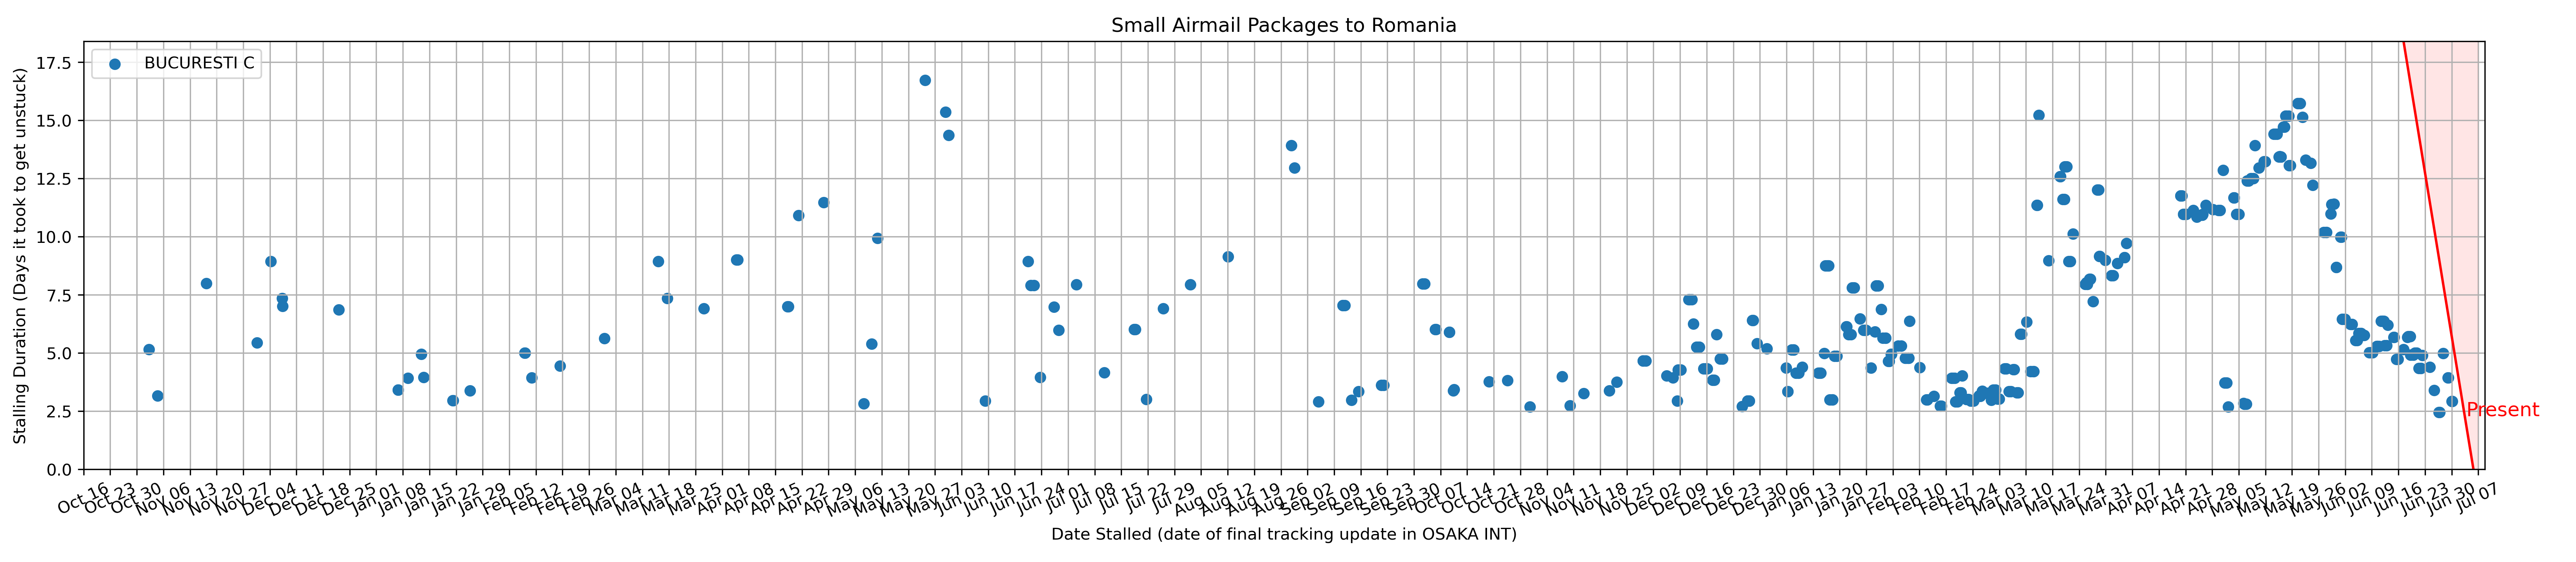 Small Airmail Packages to Romania
BUCURESTI C
Stalling Duration (Days it took to get unstuck)
17.5
15.0
12.5
10.0
7.5
5.0
2.5
0.0
Present
Oct 16
Oct 23
Oct 30
Nov 06
Nov 13
Nov 20
Nov 27
Dec 04
Dec 11
Dec 18
Dec 25
Jan 01
Jan 08
Jan 15
Jan 22
Jan 29
Feb 05
Feb 12
Feb 19
Feb 26
Mar 04
Mar 11
Mar 18
Mar 25
Apr 01
Apr 08
Apr 15
Apr 22
Apr 29
May 06
May 13
May 20
May 27
Jun 03
Jun 10
Jun 17
Jun 24
Jul 01
Jul 08
Jul 15
Jul 22
Jul 29
Aug 05
Aug 12
Aug 19
Aug 26
Sep 02
Sep 09
Sep 16
Sep 23
Sep 30
Oct 07
Oct 14
Oct 21
Oct 28
Nov 04
Nov 11
Nov 18
Nov 25
Dec 02
Dec 09
Dec 16
Dec 23
Dec 30
Jan 06
Jan 13
Jan 20
Jan 27
Feb 03
Feb 10
Feb 17
Feb 24
Mar 03
Mar 10
Mar 17
Mar 24
Mar 31
Apr 07
Apr 14
Apr 21
Apr 28
May 05
May 12
May 19
May 26
Jun 02
Jun 09
Jun 16
Jun 23
Jun 30
Jul 07
Date Stalled (date of final tracking update in OSAKA INT)